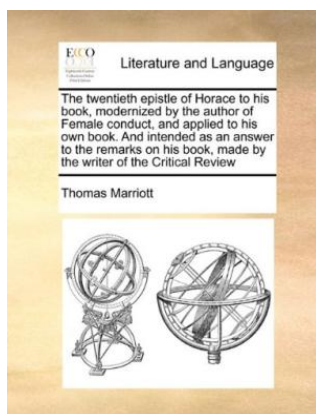 ECCO
Literature and Language
The twentieth epistle of Horace to his
book, modernized by the author of
Female conduct, and applied to his
own book. And intended as an answer
to the remarks on his book, made by
the writer of the Critical Review
Thomas Marriott